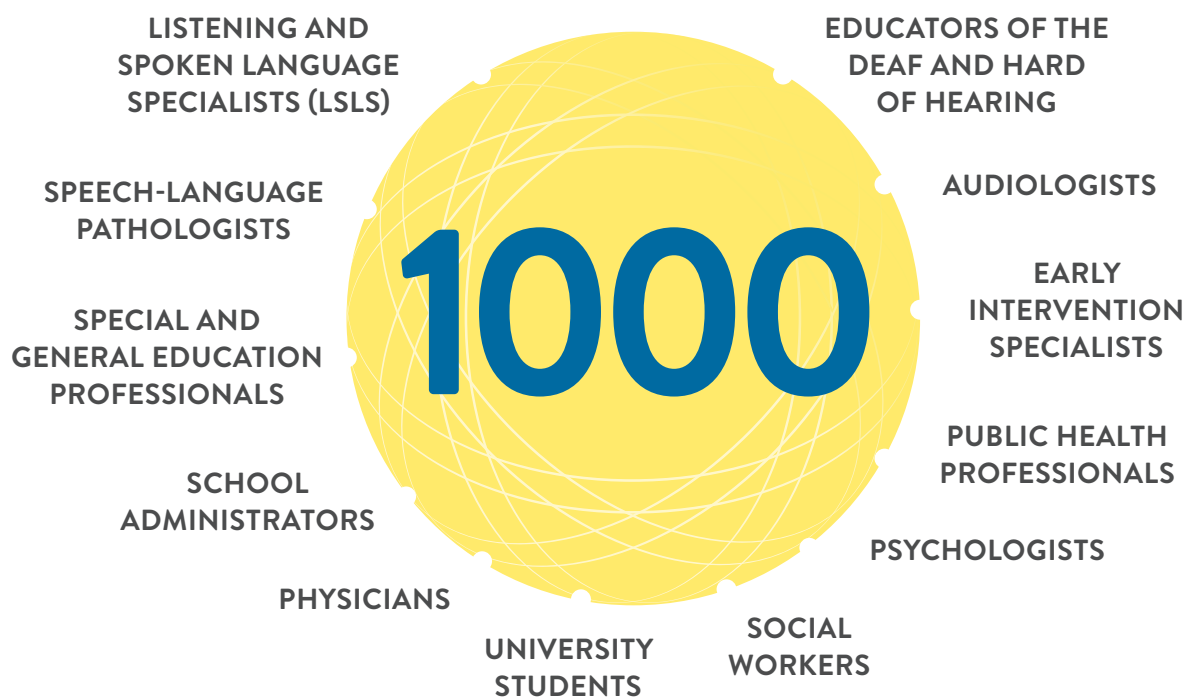 LISTENING AND
SPOKEN LANGUAGE
SPECIALISTS (LSLS)
EDUCATORS OF THE
DEAF AND HARD
OF HEARING
SPEECH-LANGUAGE
PATHOLOGISTS
AUDIOLOGISTS
1000
EARLY
INTERVENTION
SPECIALISTS
SPECIAL AND
GENERAL EDUCATION
PROFESSIONALS
PUBLIC HEALTH
PROFESSIONALS
SCHOOL
ADMINISTRATORS
PSYCHOLOGISTS
PHYSICIANS
UNIVERSITY
STUDENTS
SOCIAL
WORKERS